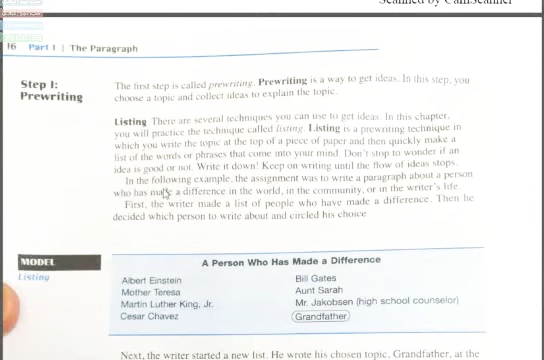 Scanned by CamScanner
16 Part I | The Paragraph
Step I:
Prewriting
The first step is called prewriting. Prewriting is a way to get ideas. In this step, you
choose a topic and collect ideas to explain the topic.
Listing There are several techniques you can use to get ideas. In this chapter,
you will practice the technique called listing. Listing is a prewriting technique in
which you write the topic at the top of a piece of paper and then quickly make a
list of the words or phrases that come into your mind. Don't stop to wonder if an
idea is good or not. Write it down! Keep on writing until the flow of ideas stops.
In the following example, the assignment was to write a paragraph about a person
who has made a difference in the world, in the community, or in the writer's life.
First, the writer made a list of people who have made a difference. Then he
decided which person to write about and circled his choice
MODEL
Listing
A Person Who Has Made a Difference
Albert Einstein
Mother Teresa
Martin Luther King, Jr.
Cesar Chavez
Bill Gates
Aunt Sarah
Mr. Jakobsen (high school counselor)
Grandfather
Next, the writer started a new list. He wrote his chosen topic, Grandfather, at the